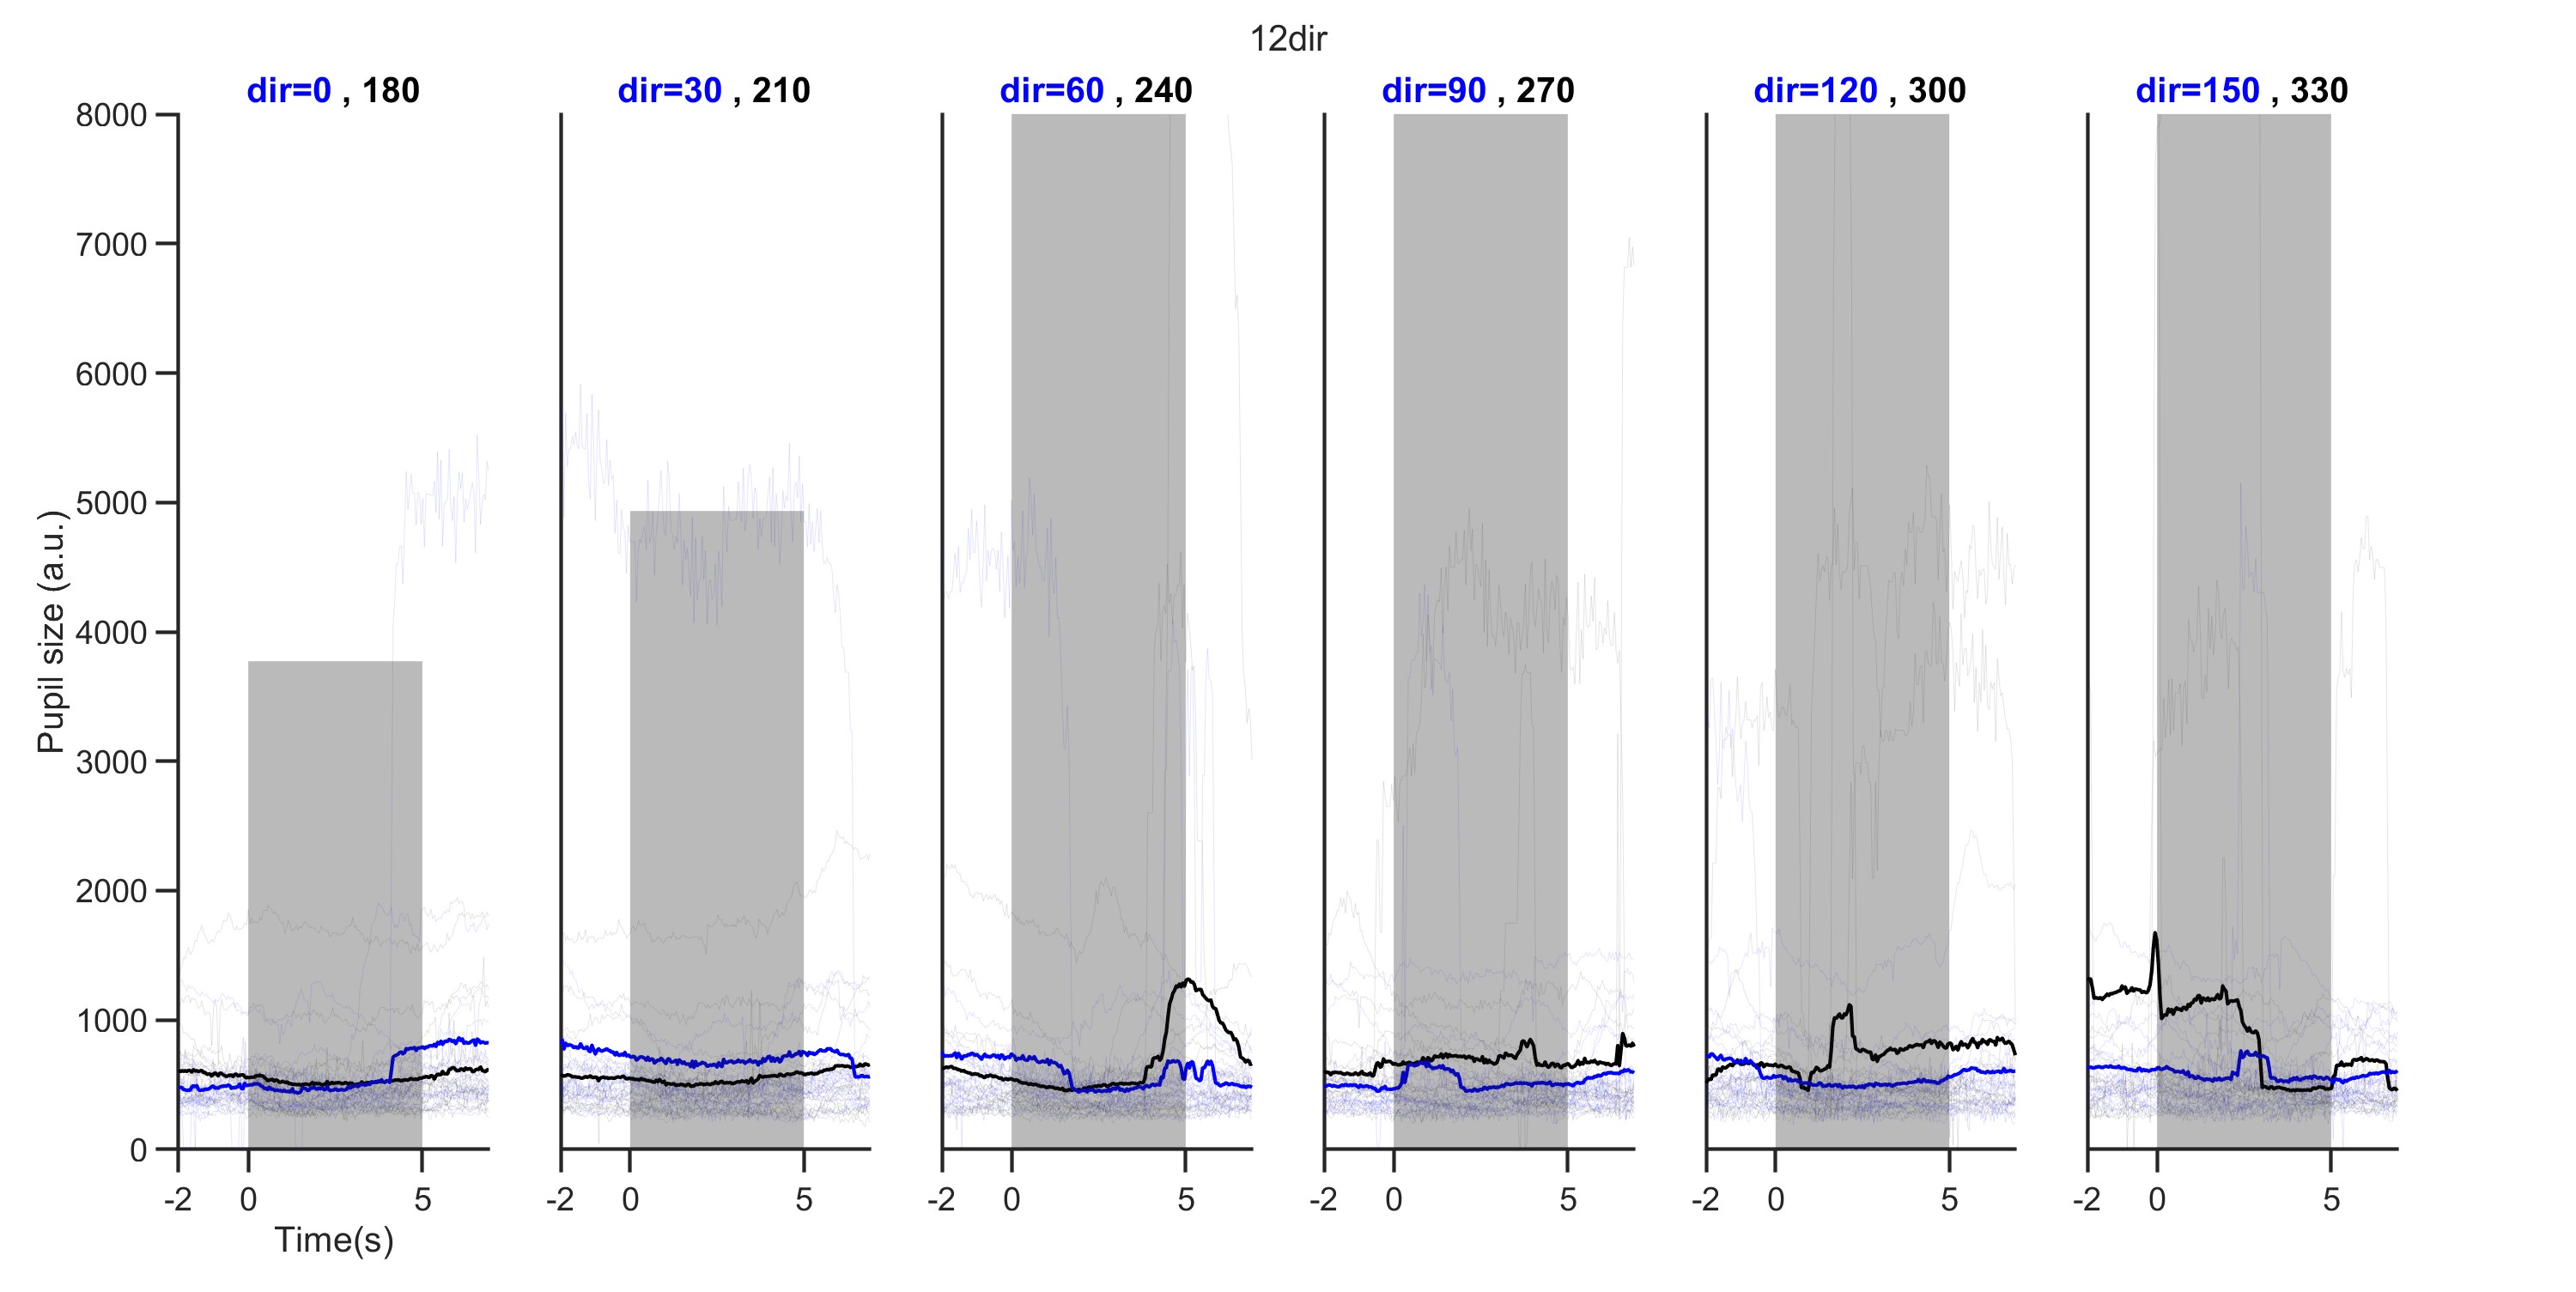 12dir
dir=0 , 180
dir=30 , 210
dir=60 , 240
dir=90 , 270
dir=120 , 300
dir=150 , 330
8000
7000
6000
5000
4000
3000
2000
1000
0
Pupil size (a.u.)
-2 0 5
-2 0 5
-2 0 5
-2 0 5
-2 0 5
-2 0 5
Time(s)